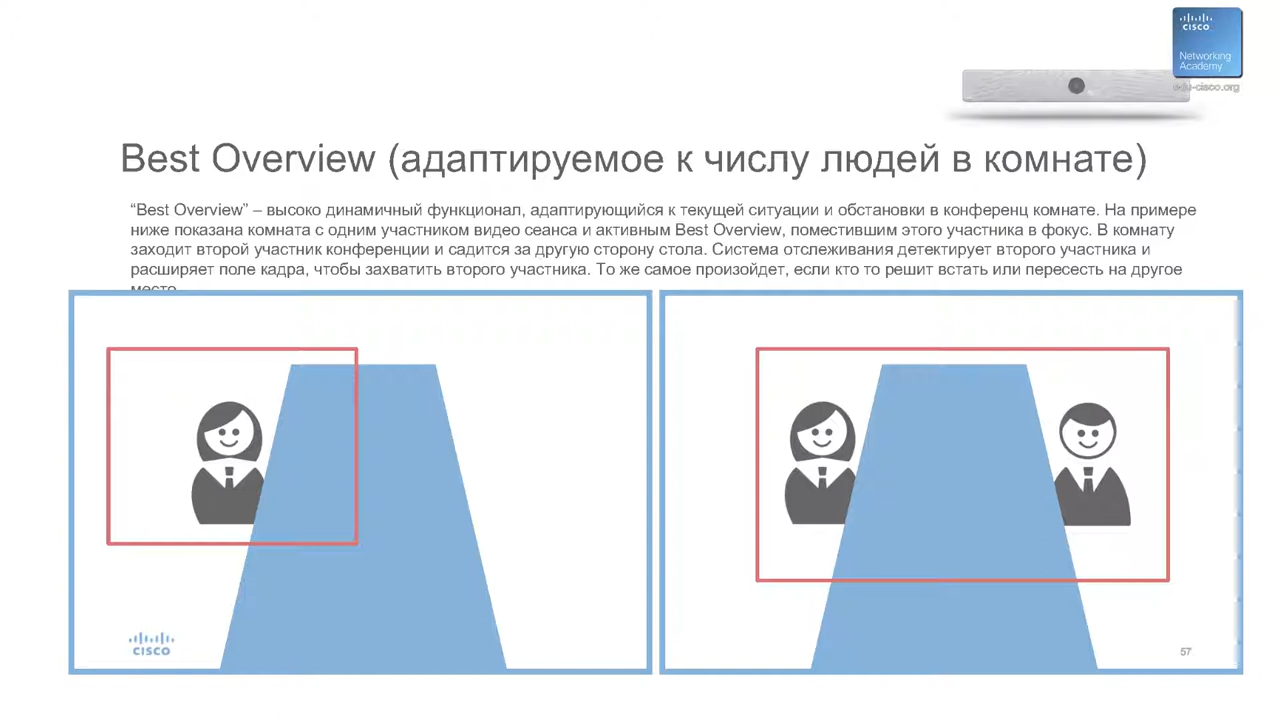 CISCO
Networking
Academy
edu-cisco.org
Best Overview (адаптируемое к числу людей в комнате)
“Best Overview” – высоко динамичный функционал, адаптирующийся к текущей ситуации и обстановки в конференц комнате. На примере
ниже показана комната с одним участником видео сеанса и активным Best Overview, поместившим этого участника в фокус. В комнату
заходит второй участник конференции и садится за другую сторону стола. Система отслеживания детектирует второго участника и
расширяет поле кадра, чтобы захватить второго участника. То же самое произойдет, если кто то решит встать или пересесть на другое
место.
CISCO
57